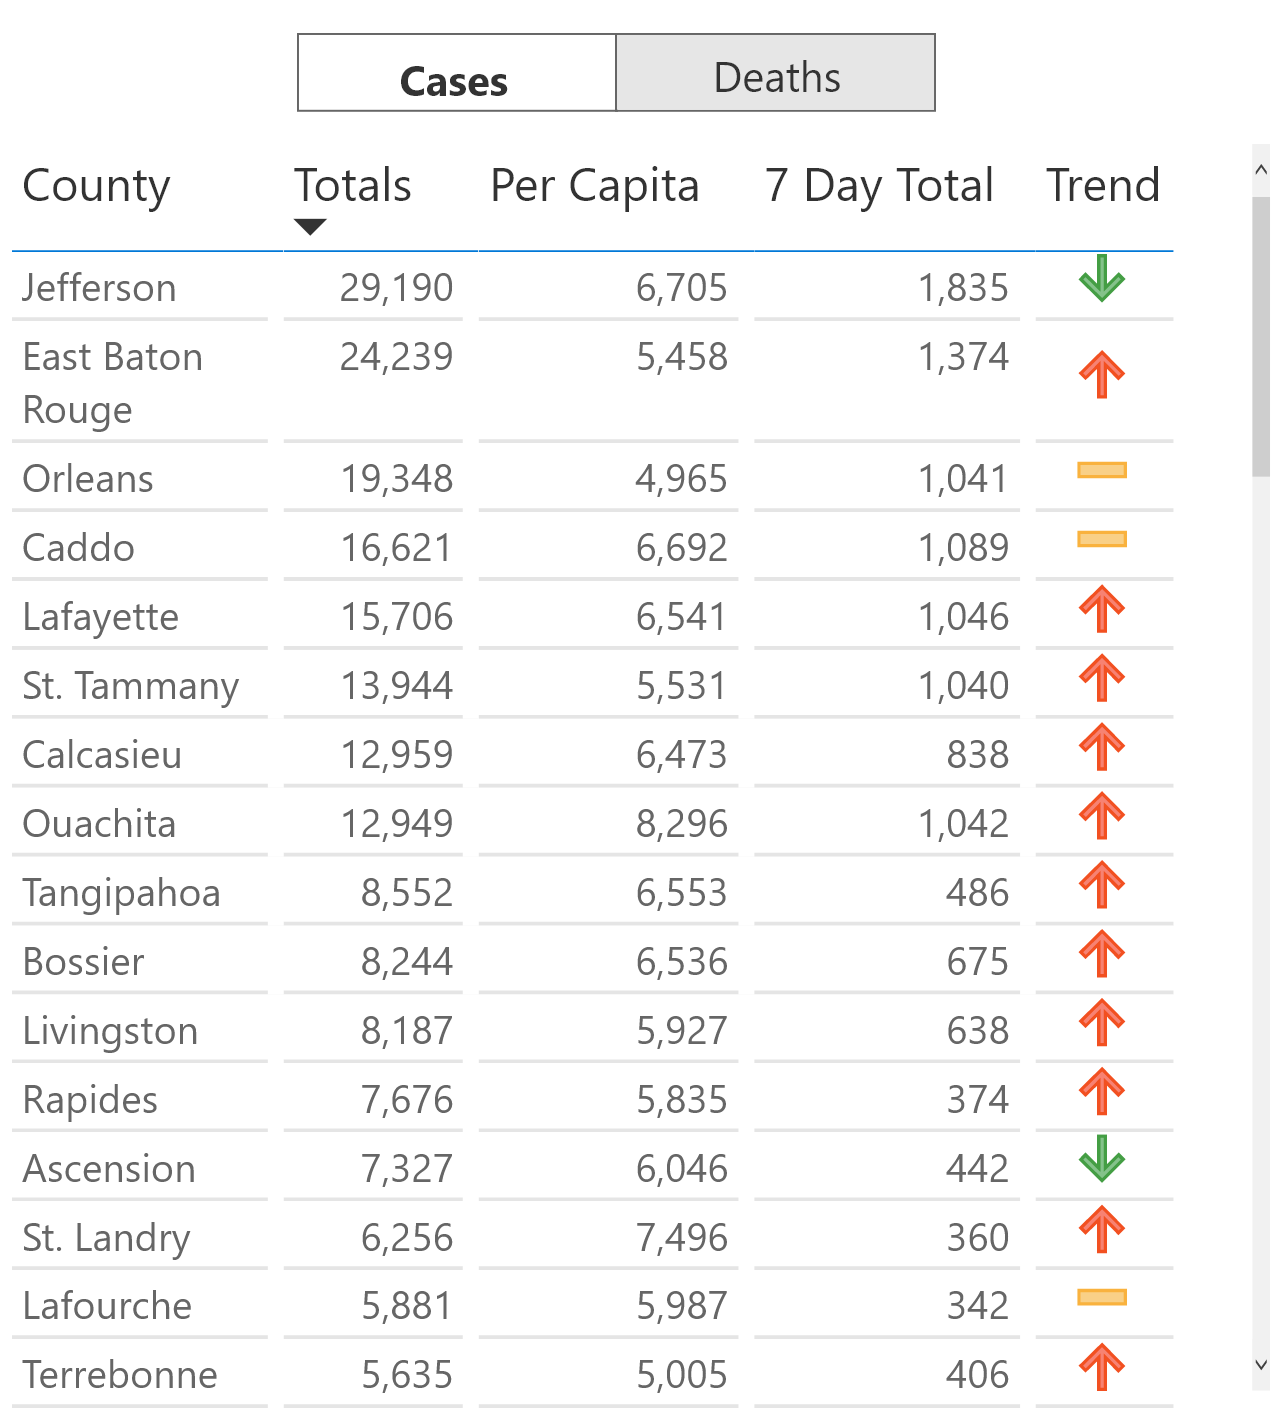 Cases Deaths
County Totals Per Capita 7 Day Total Trend
Jefferson 29,190 6,705 1,835
East Baton 24,239 5,458 1,374
Rouge
Orleans 19,348 4,965 1,041
Caddo 16,621 6,692 1,089
Lafayette 15,706 6,541 1,046
St. Tammany 13,944 5,531 1,040
Calcasieu 12,959 6,473 838
Ouachita 12,949 8,296 1,042
Tangipahoa 8,552 6,553 486
Bossier 8,244 6,536 675
Livingston 8,187 5,927 638
Rapides 7,676 5,835 374
Ascension 7,327 6,046 442
St. Landry 6,256 7,496 360
Lafourche 5,881 5,987 342
Terrebonne 5,635 5,005 406